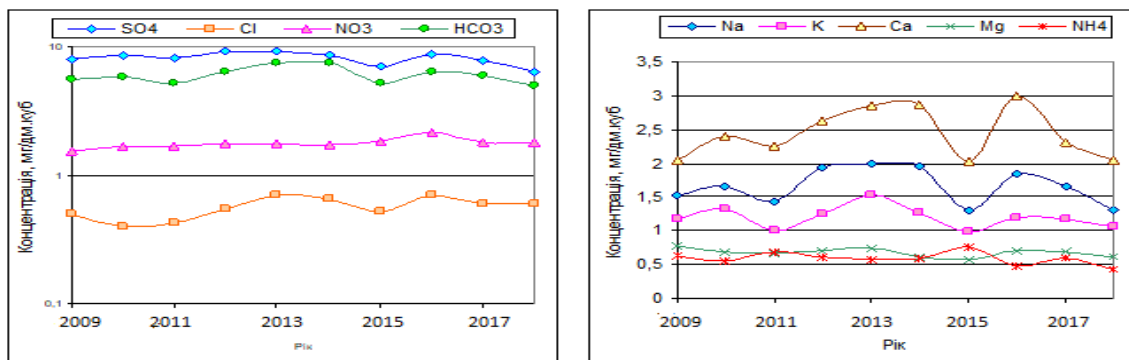 SO4 Cl NO3 HCO3
10
1
0,1
Концентрація, мг/дм.куб
2009 2011 2013 2015 2017
Рік
Na K Ca Mg NH4
3,5
3
2,5
2
1,5
1
0,5
0
Концентрація, мг/дм.куб
2009 2011 2013 2015 2017
Рік